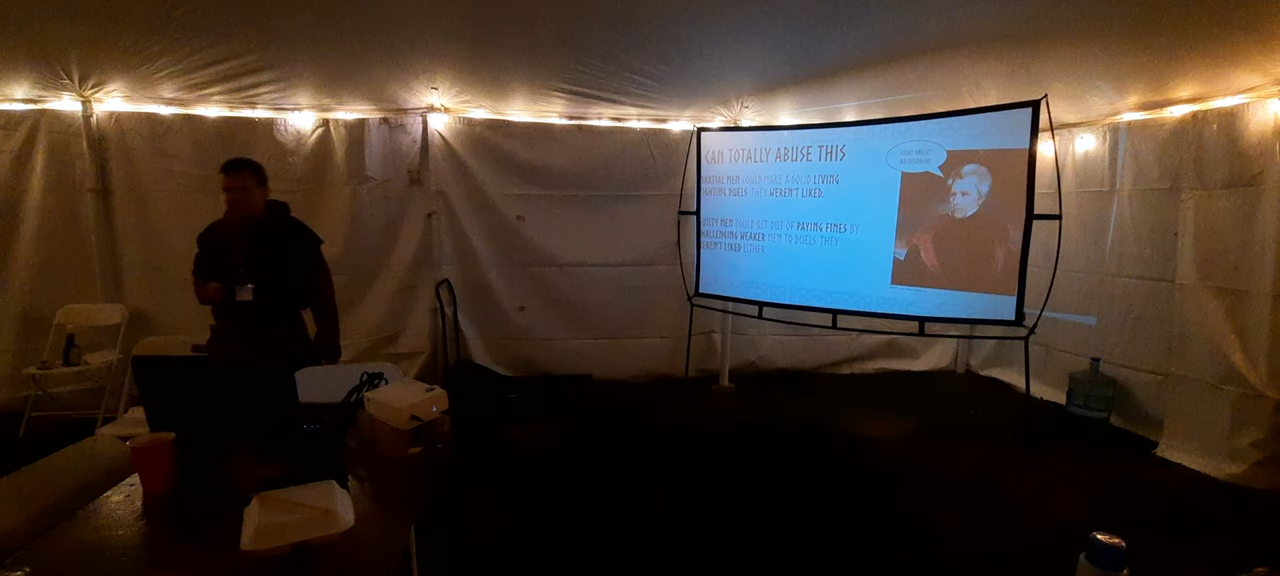 CAN TOTALLY ABUSE THIS
MARTIAL MEN COULD MAKE A SOLID LIVING
FIGHTING DUELS. THEY WEREN'T LIKED.
GUILTY MEN COULD GET OUT OF PAYING FINES BY
CHALLENGING WEAKER MEN TO DUELS. THEY
WEREN'T LIKED EITHER.